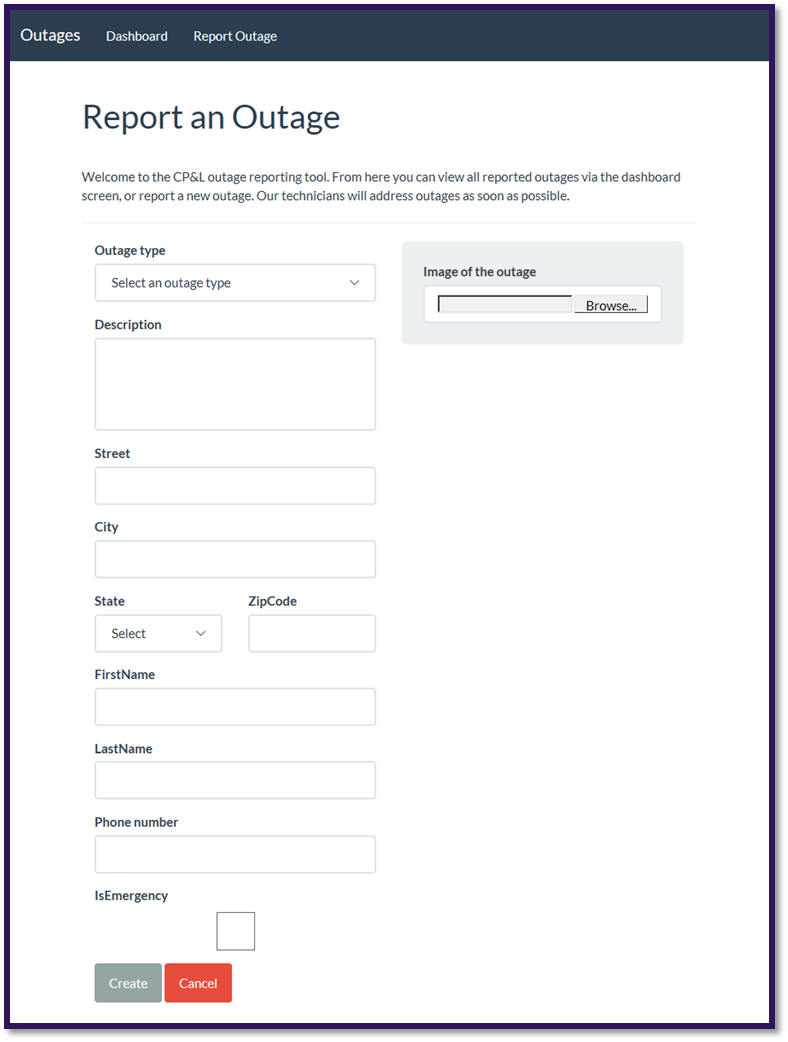 Outages Dashboard Report Outage
Report an Outage
Welcome to the CP&L outage reporting tool. From here you can view all reported outages via the dashboard
screen, or report a new outage. Our technicians will address outages as soon as possible.
Outage type
Select an outage type
Image of the outage
Browse...
Description
Street
City
State ZipCode
Select
FirstName
LastName
Phone number
IsEmergency
Create Cancel